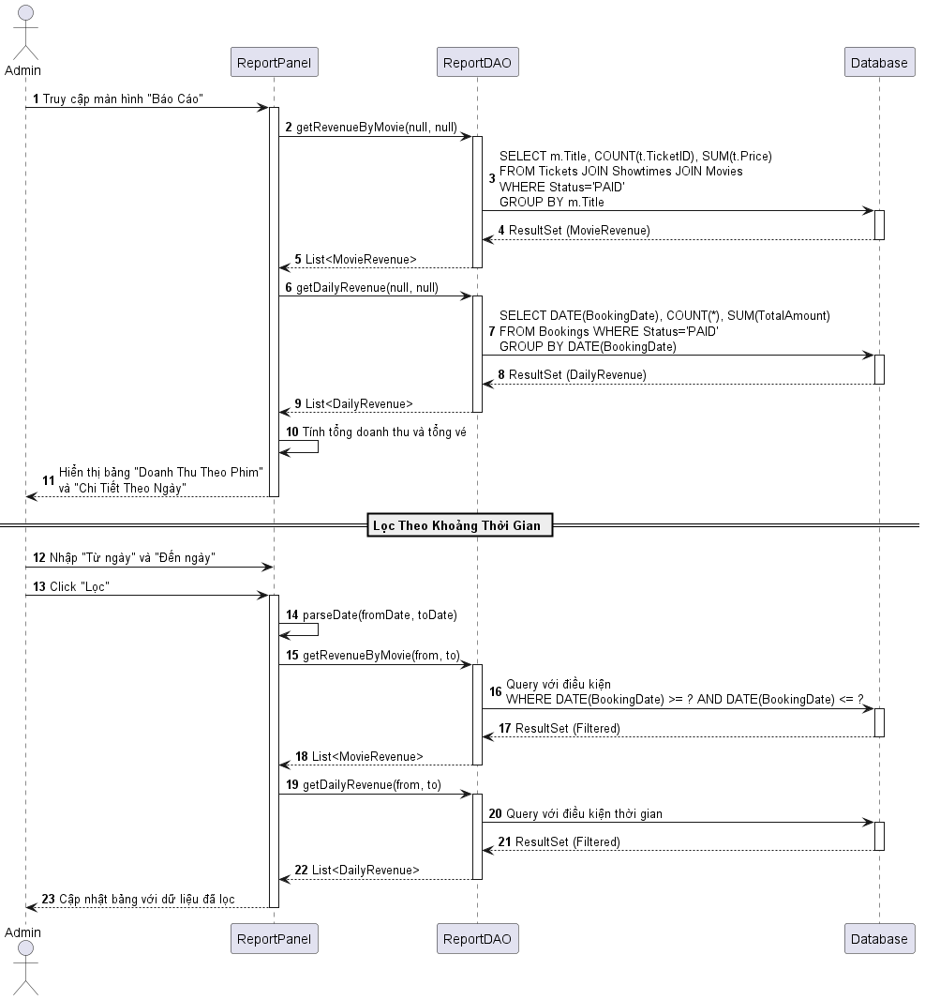 Admin
ReportPanel
ReportDAO
Database
1 Truy cập màn hình "Báo Cáo"
2 getRevenueByMovie(null, null)
3 SELECT m.Title, COUNT(t.TicketID), SUM(t.Price)
FROM Tickets JOIN Showtimes JOIN Movies
WHERE Status='PAID'
GROUP BY m.Title
4 ResultSet (MovieRevenue)
5 List<MovieRevenue>
6 getDailyRevenue(null, null)
7 SELECT DATE(BookingDate), COUNT(*), SUM(TotalAmount)
FROM Bookings WHERE Status='PAID'
GROUP BY DATE(BookingDate)
8 ResultSet (DailyRevenue)
9 List<DailyRevenue>
10 Tính tổng doanh thu và tổng vé
11 Hiển thị bảng "Doanh Thu Theo Phim"
và "Chi Tiết Theo Ngày"
Lọc Theo Khoảng Thời Gian
12 Nhập "Từ ngày" và "Đến ngày"
13 Click "Lọc"
14 parseDate(fromDate, toDate)
15 getRevenueByMovie(from, to)
16 Query với điều kiện
WHERE DATE(BookingDate) >= ? AND DATE(BookingDate) <= ?
17 ResultSet (Filtered)
18 List<MovieRevenue>
19 getDailyRevenue(from, to)
20 Query với điều kiện thời gian
21 ResultSet (Filtered)
22 List<DailyRevenue>
23 Cập nhật bảng với dữ liệu đã lọc
Admin
ReportPanel
ReportDAO
Database